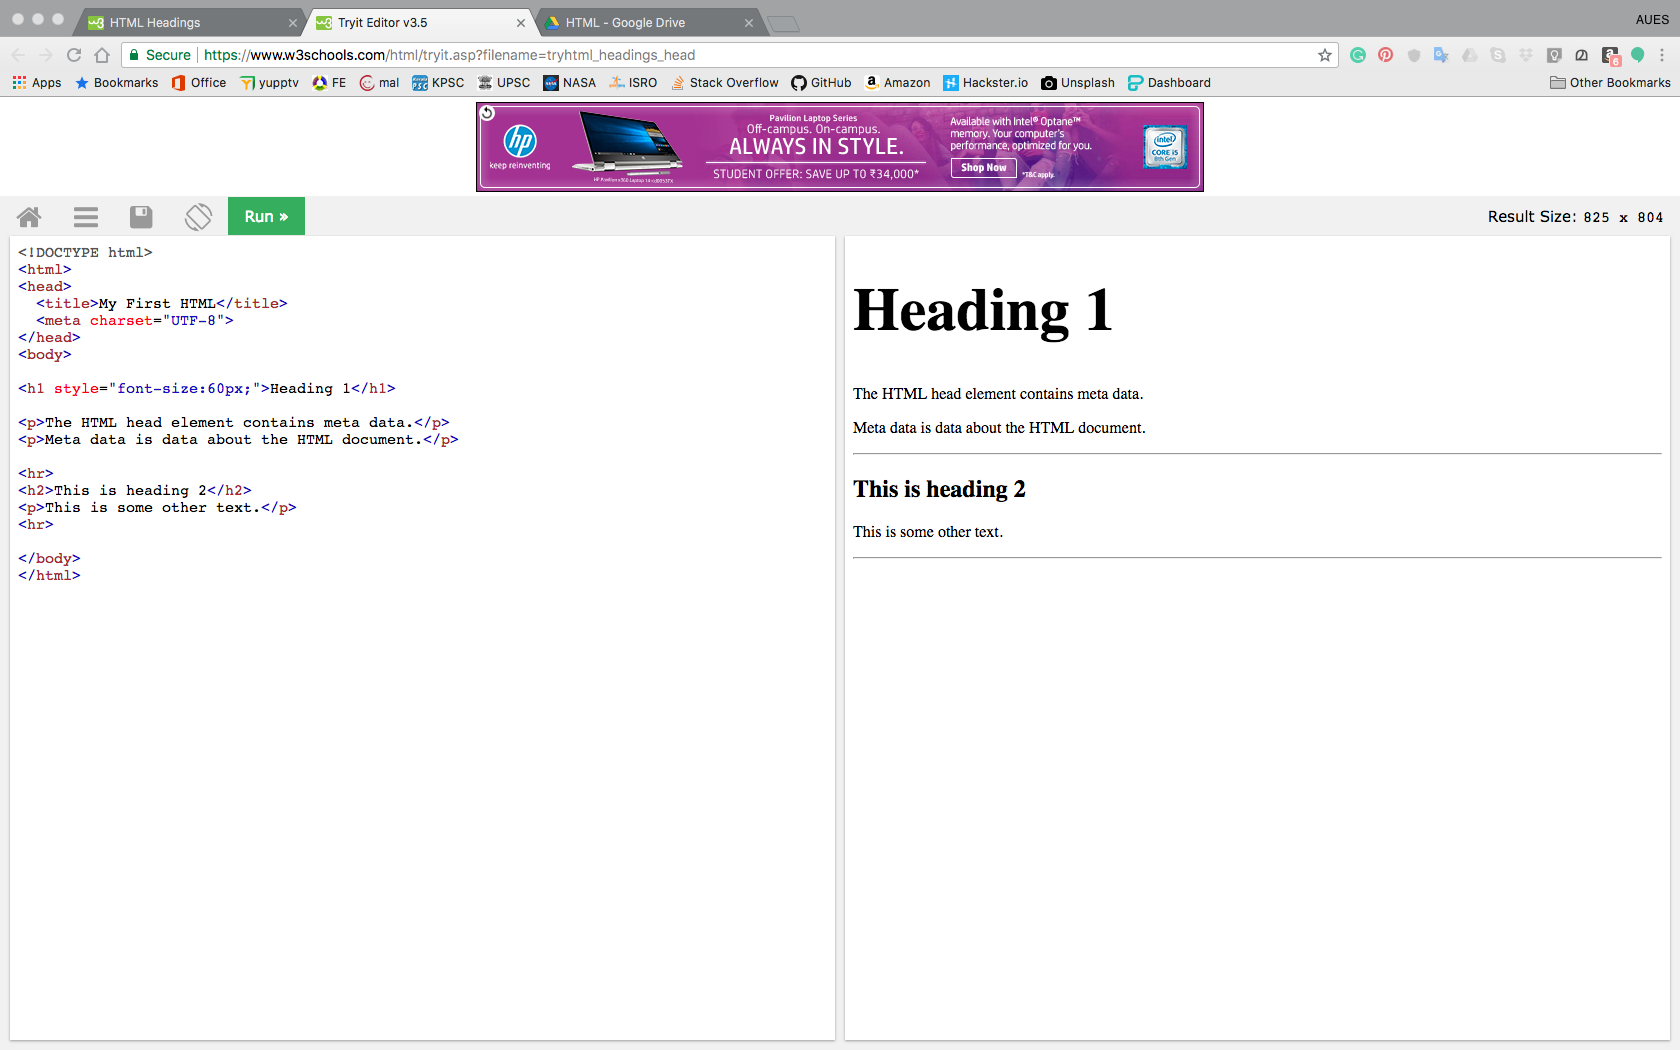 HTML Headings
Tryit Editor v3.5
HTML - Google Drive
AUES
Secure
https://www.w3schools.com/html/tryit.asp?filename=tryhtml_headings_head
6
Apps
Bookmarks
Office
yupptv
FE
mal
KPSC
UPSC
NASA
ISRO
Stack Overflow
GitHub
Amazon
Hackster.io
Unsplash
Dashboard
Other Bookmarks
hp
keep reinventing
Pavilion Laptop Series
Off-campus. On-campus.
ALWAYS IN STYLE.
STUDENT OFFER: SAVE UP TO ₹34,000*
Available with Intel® Optane™
memory. Your computer's
performance, optimized for you.
Shop Now
*T&C apply.
intel
CORE i5
8th Gen
Run »
Result Size: 825 x 804
<!DOCTYPE html>
<html>
<head>
  <title>My First HTML</title>
  <meta charset="UTF-8">
</head>
<body>
<h1 style="font-size:60px;">Heading 1</h1>
<p>The HTML head element contains meta data.</p>
<p>Meta data is data about the HTML document.</p>
<hr>
<h2>This is heading 2</h2>
<p>This is some other text.</p>
<hr>
</body>
</html>
Heading 1
The HTML head element contains meta data.
Meta data is data about the HTML document.
This is heading 2
This is some other text.